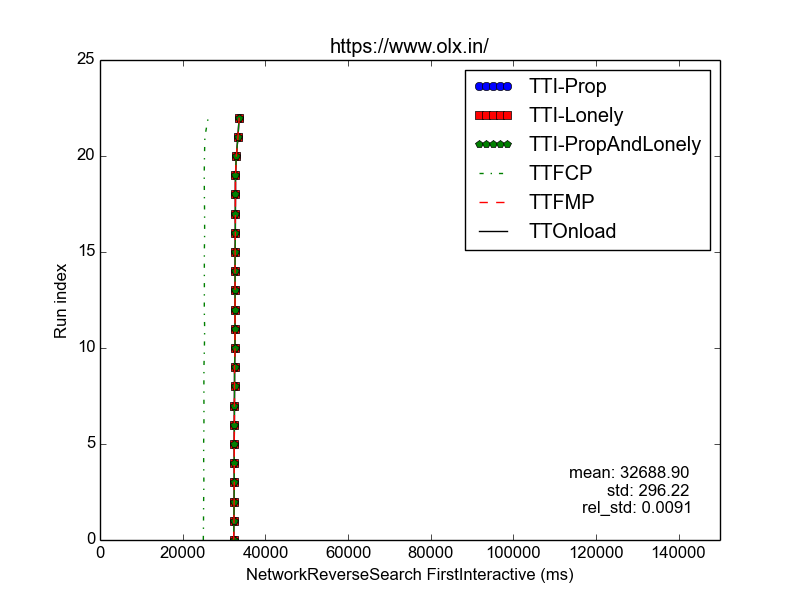 https://www.olx.in/
25
20
15
10
5
0
Run index
TTI-Prop
TTI-Lonely
TTI-PropAndLonely
TTFCP
TTFMP
TTOnload
mean: 32688.90
std: 296.22
rel_std: 0.0091
0 20000 40000 60000 80000 100000 120000 140000
NetworkReverseSearch FirstInteractive (ms)